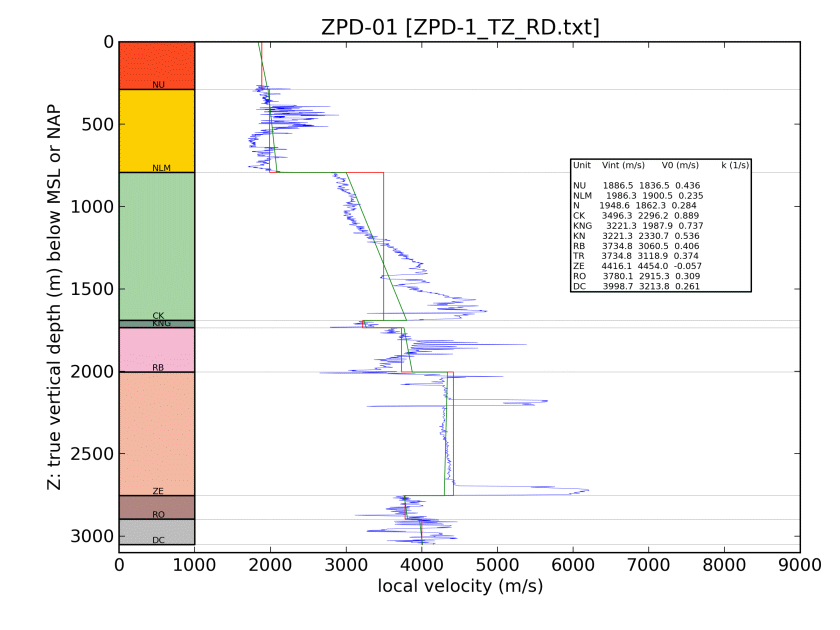 ZPD-01 [ZPD-1_TZ_RD.txt]
Z: true vertical depth (m) below MSL or NAP
0
500
1000
1500
2000
2500
3000
NU
NLM
CK
KNG
RB
ZE
RO
DC
Unit Vint (m/s) V0 (m/s) k (1/s)
NU 1886.5 1836.5 0.436
NLM 1986.3 1900.5 0.235
N 1948.6 1862.3 0.284
CK 3496.3 2296.2 0.889
KNG 3221.3 1987.9 0.737
KN 3221.3 2330.7 0.536
RB 3734.8 3060.5 0.406
TR 3734.8 3118.9 0.374
ZE 4416.1 4454.0 -0.057
RO 3780.1 2915.3 0.309
DC 3998.7 3213.8 0.261
0 1000 2000 3000 4000 5000 6000 7000 8000 9000
local velocity (m/s)